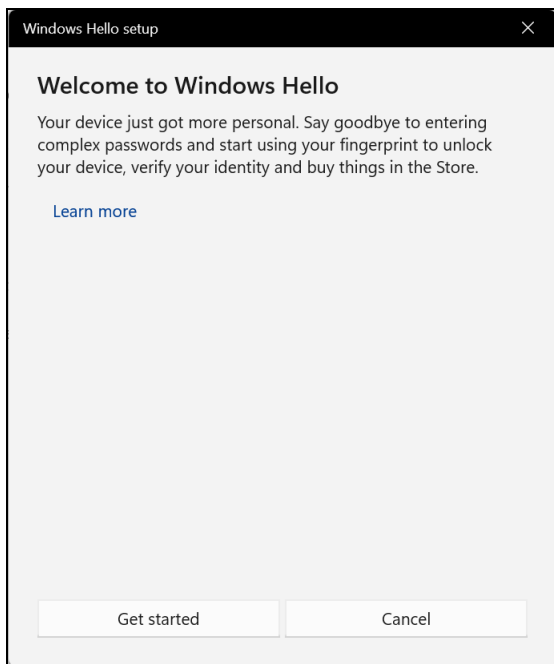 Windows Hello setup
Welcome to Windows Hello
Your device just got more personal. Say goodbye to entering
complex passwords and start using your fingerprint to unlock
your device, verify your identity and buy things in the Store.
Learn more
Get started
Cancel